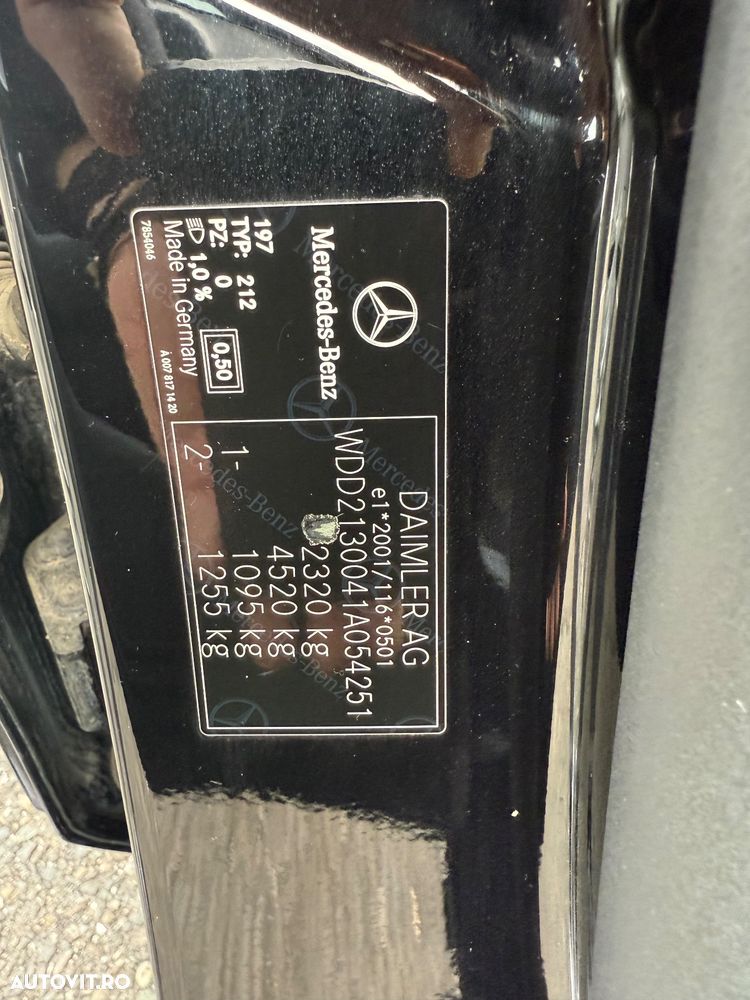 Mercedes-Benz
197
TYP: 212
PZ: 0
1,0 %
0,50
Made in Germany
7854046
A 007 817 14 20
DAIMLER AG
e1*2001/116*0501
WDD2130041A054251
2320 kg
4520 kg
1- 1095 kg
2- 1255 kg
Mercedes-Benz
AUTOVIT.RO